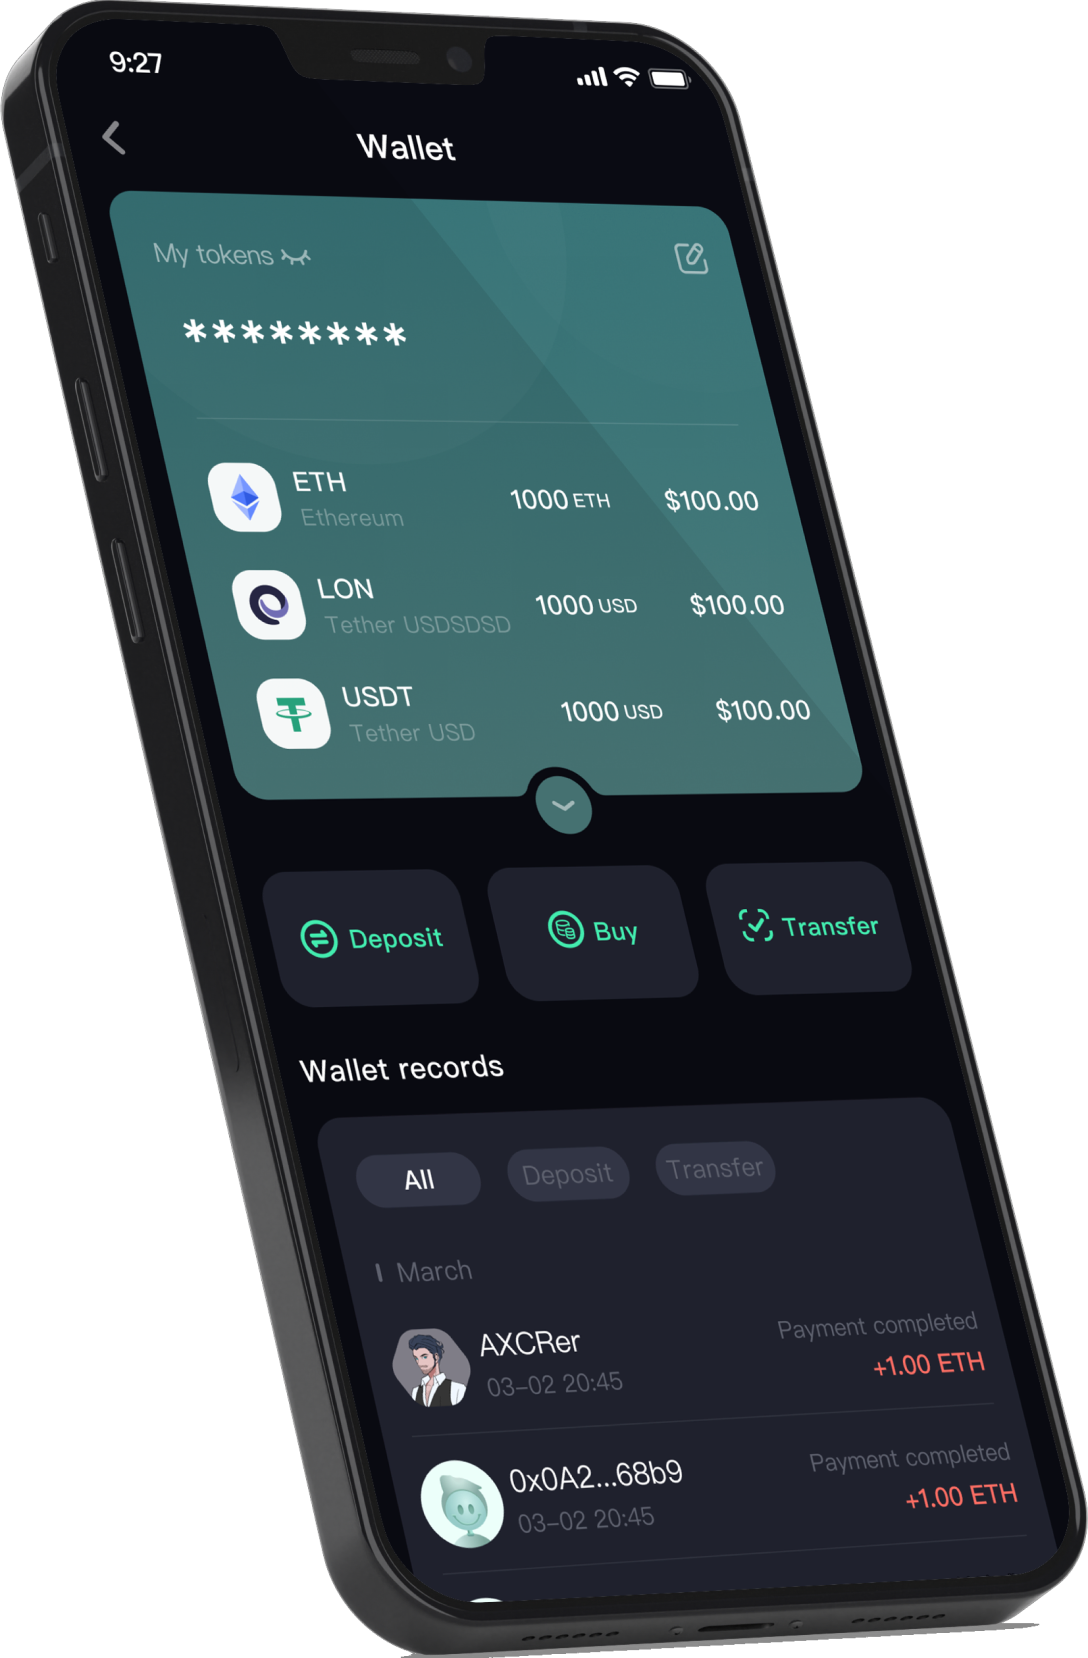 9:27
Wallet
My tokens
********
ETH 1000 ETH $100.00
Ethereum
LON 1000 USD $100.00
Tether USDSDSD
USDT 1000 USD $100.00
Tether USD
Deposit Buy Transfer
Wallet records
All Deposit Transfer
March
AXCRer Payment completed
03-02 20:45 +1.00 ETH
0x0A2...68b9 Payment completed
03-02 20:45 +1.00 ETH